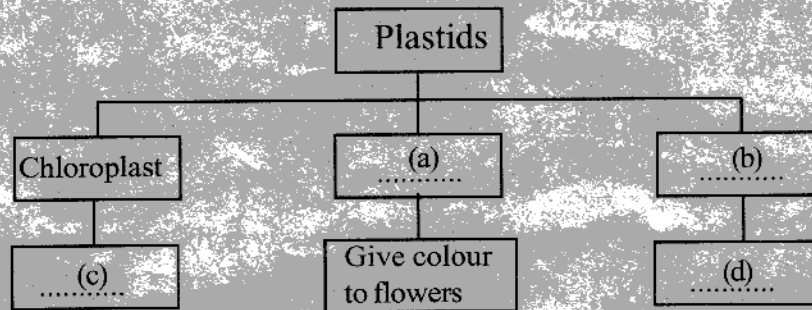 Plastids
Chloroplast
(a)
............
(b)
............
(c)
............
Give colour
to flowers
(d)
............